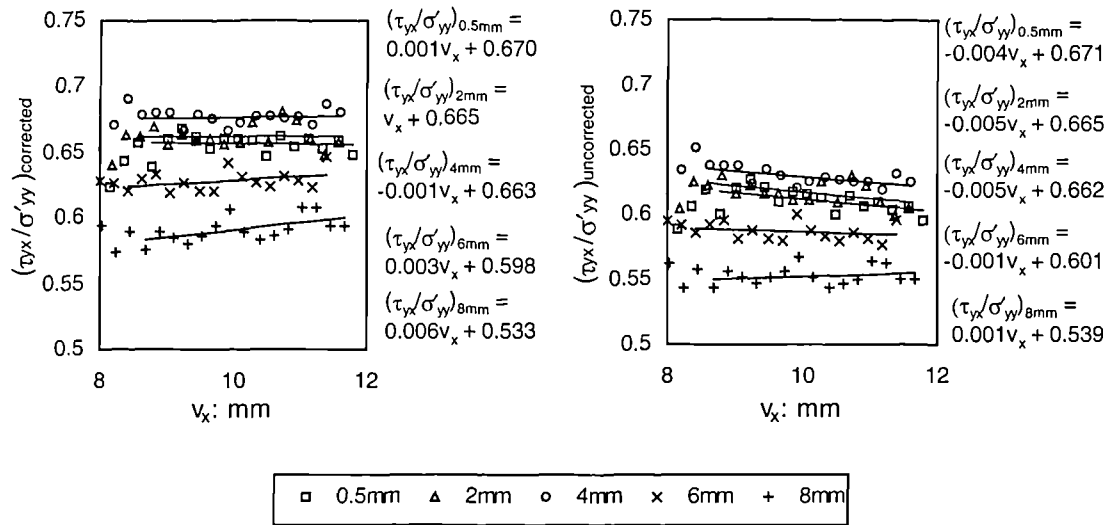 0.75
0.7
0.65
0.6
0.55
0.5
(τyx/σ'yy)corrected
8
10
12
vx: mm
(τyx/σ'yy)0.5mm =
0.001vx + 0.670
(τyx/σ'yy)2mm =
vx + 0.665
(τyx/σ'yy)4mm =
-0.001vx + 0.663
(τyx/σ'yy)6mm =
0.003vx + 0.598
(τyx/σ'yy)8mm =
0.006vx + 0.533
0.75
0.7
0.65
0.6
0.55
0.5
(τyx/σ'yy)uncorrected
8
10
12
vx: mm
(τyx/σ'yy)0.5mm =
-0.004vx + 0.671
(τyx/σ'yy)2mm =
-0.005vx + 0.665
(τyx/σ'yy)4mm =
-0.005vx + 0.662
(τyx/σ'yy)6mm =
-0.001vx + 0.601
(τyx/σ'yy)8mm =
0.001vx + 0.539
0.5mm 2mm 4mm 6mm 8mm